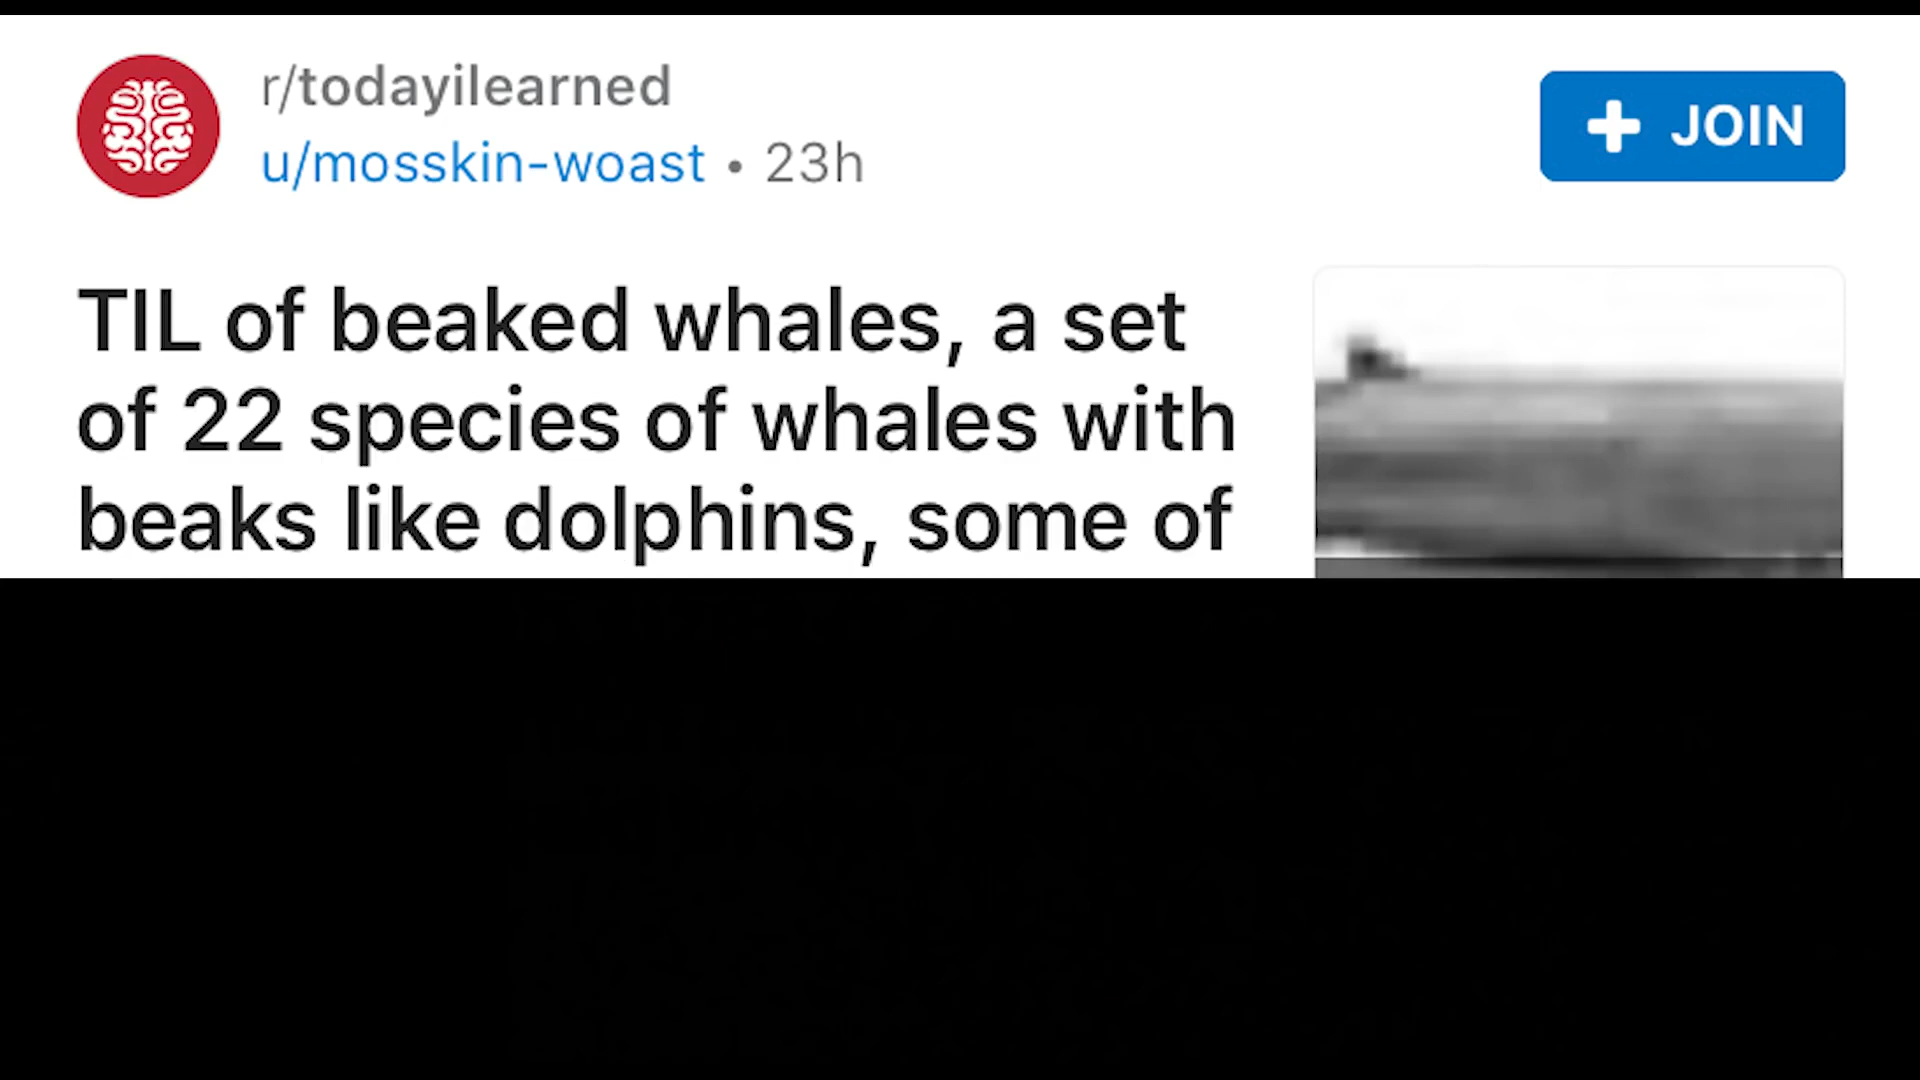 r/todayilearned
u/mosskin-woast • 23h
+ JOIN
TIL of beaked whales, a set
of 22 species of whales with
beaks like dolphins, some of